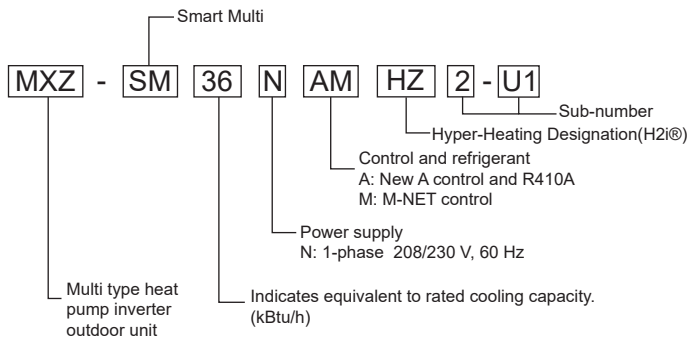 Smart Multi
MXZ - SM 36 N AM HZ 2 - U1
Sub-number
Hyper-Heating Designation(H2i®)
Control and refrigerant
A: New A control and R410A
M: M-NET control
Power supply
N: 1-phase 208/230 V, 60 Hz
Multi type heat
pump inverter
outdoor unit
Indicates equivalent to rated cooling capacity.
(kBtu/h)